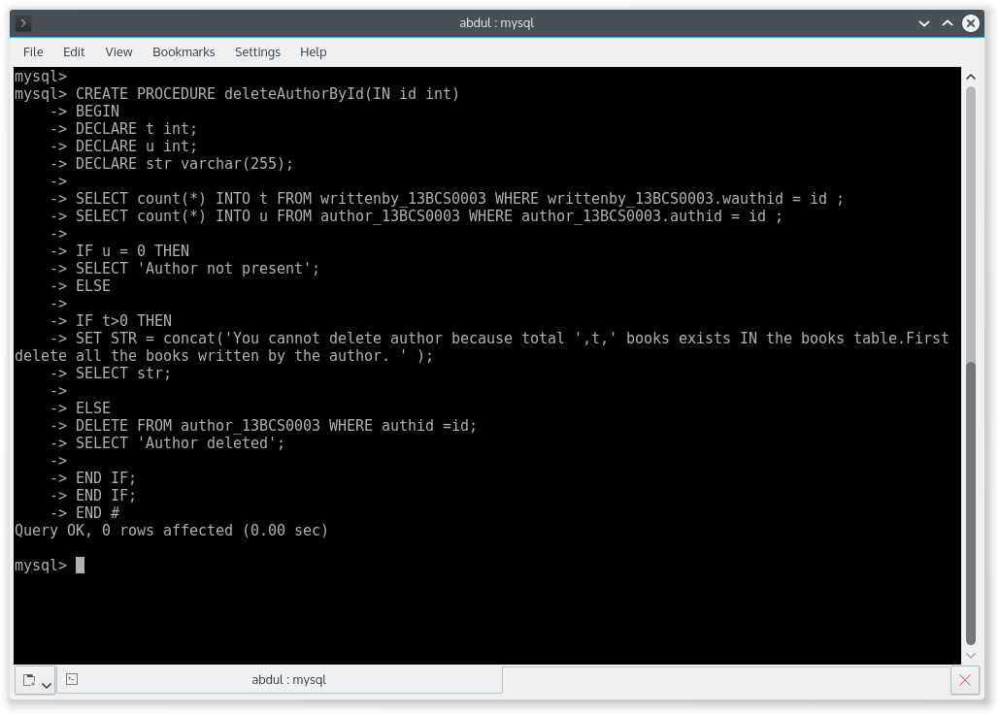 abdul : mysql
File Edit View Bookmarks Settings Help
mysql>
mysql> CREATE PROCEDURE deleteAuthorById(IN id int)
    -> BEGIN
    -> DECLARE t int;
    -> DECLARE u int;
    -> DECLARE str varchar(255);
    ->
    -> SELECT count(*) INTO t FROM writtenby_13BCS0003 WHERE writtenby_13BCS0003.wauthid = id ;
    -> SELECT count(*) INTO u FROM author_13BCS0003 WHERE author_13BCS0003.authid = id ;
    ->
    -> IF u = 0 THEN
    -> SELECT 'Author not present';
    -> ELSE
    ->
    -> IF t>0 THEN
    -> SET STR = concat('You cannot delete author because total ',t,' books exists IN the books table.First
delete all the books written by the author. ' );
    -> SELECT str;
    ->
    -> ELSE
    -> DELETE FROM author_13BCS0003 WHERE authid =id;
    -> SELECT 'Author deleted';
    ->
    -> END IF;
    -> END IF;
    -> END #
Query OK, 0 rows affected (0.00 sec)
mysql>
abdul : mysql